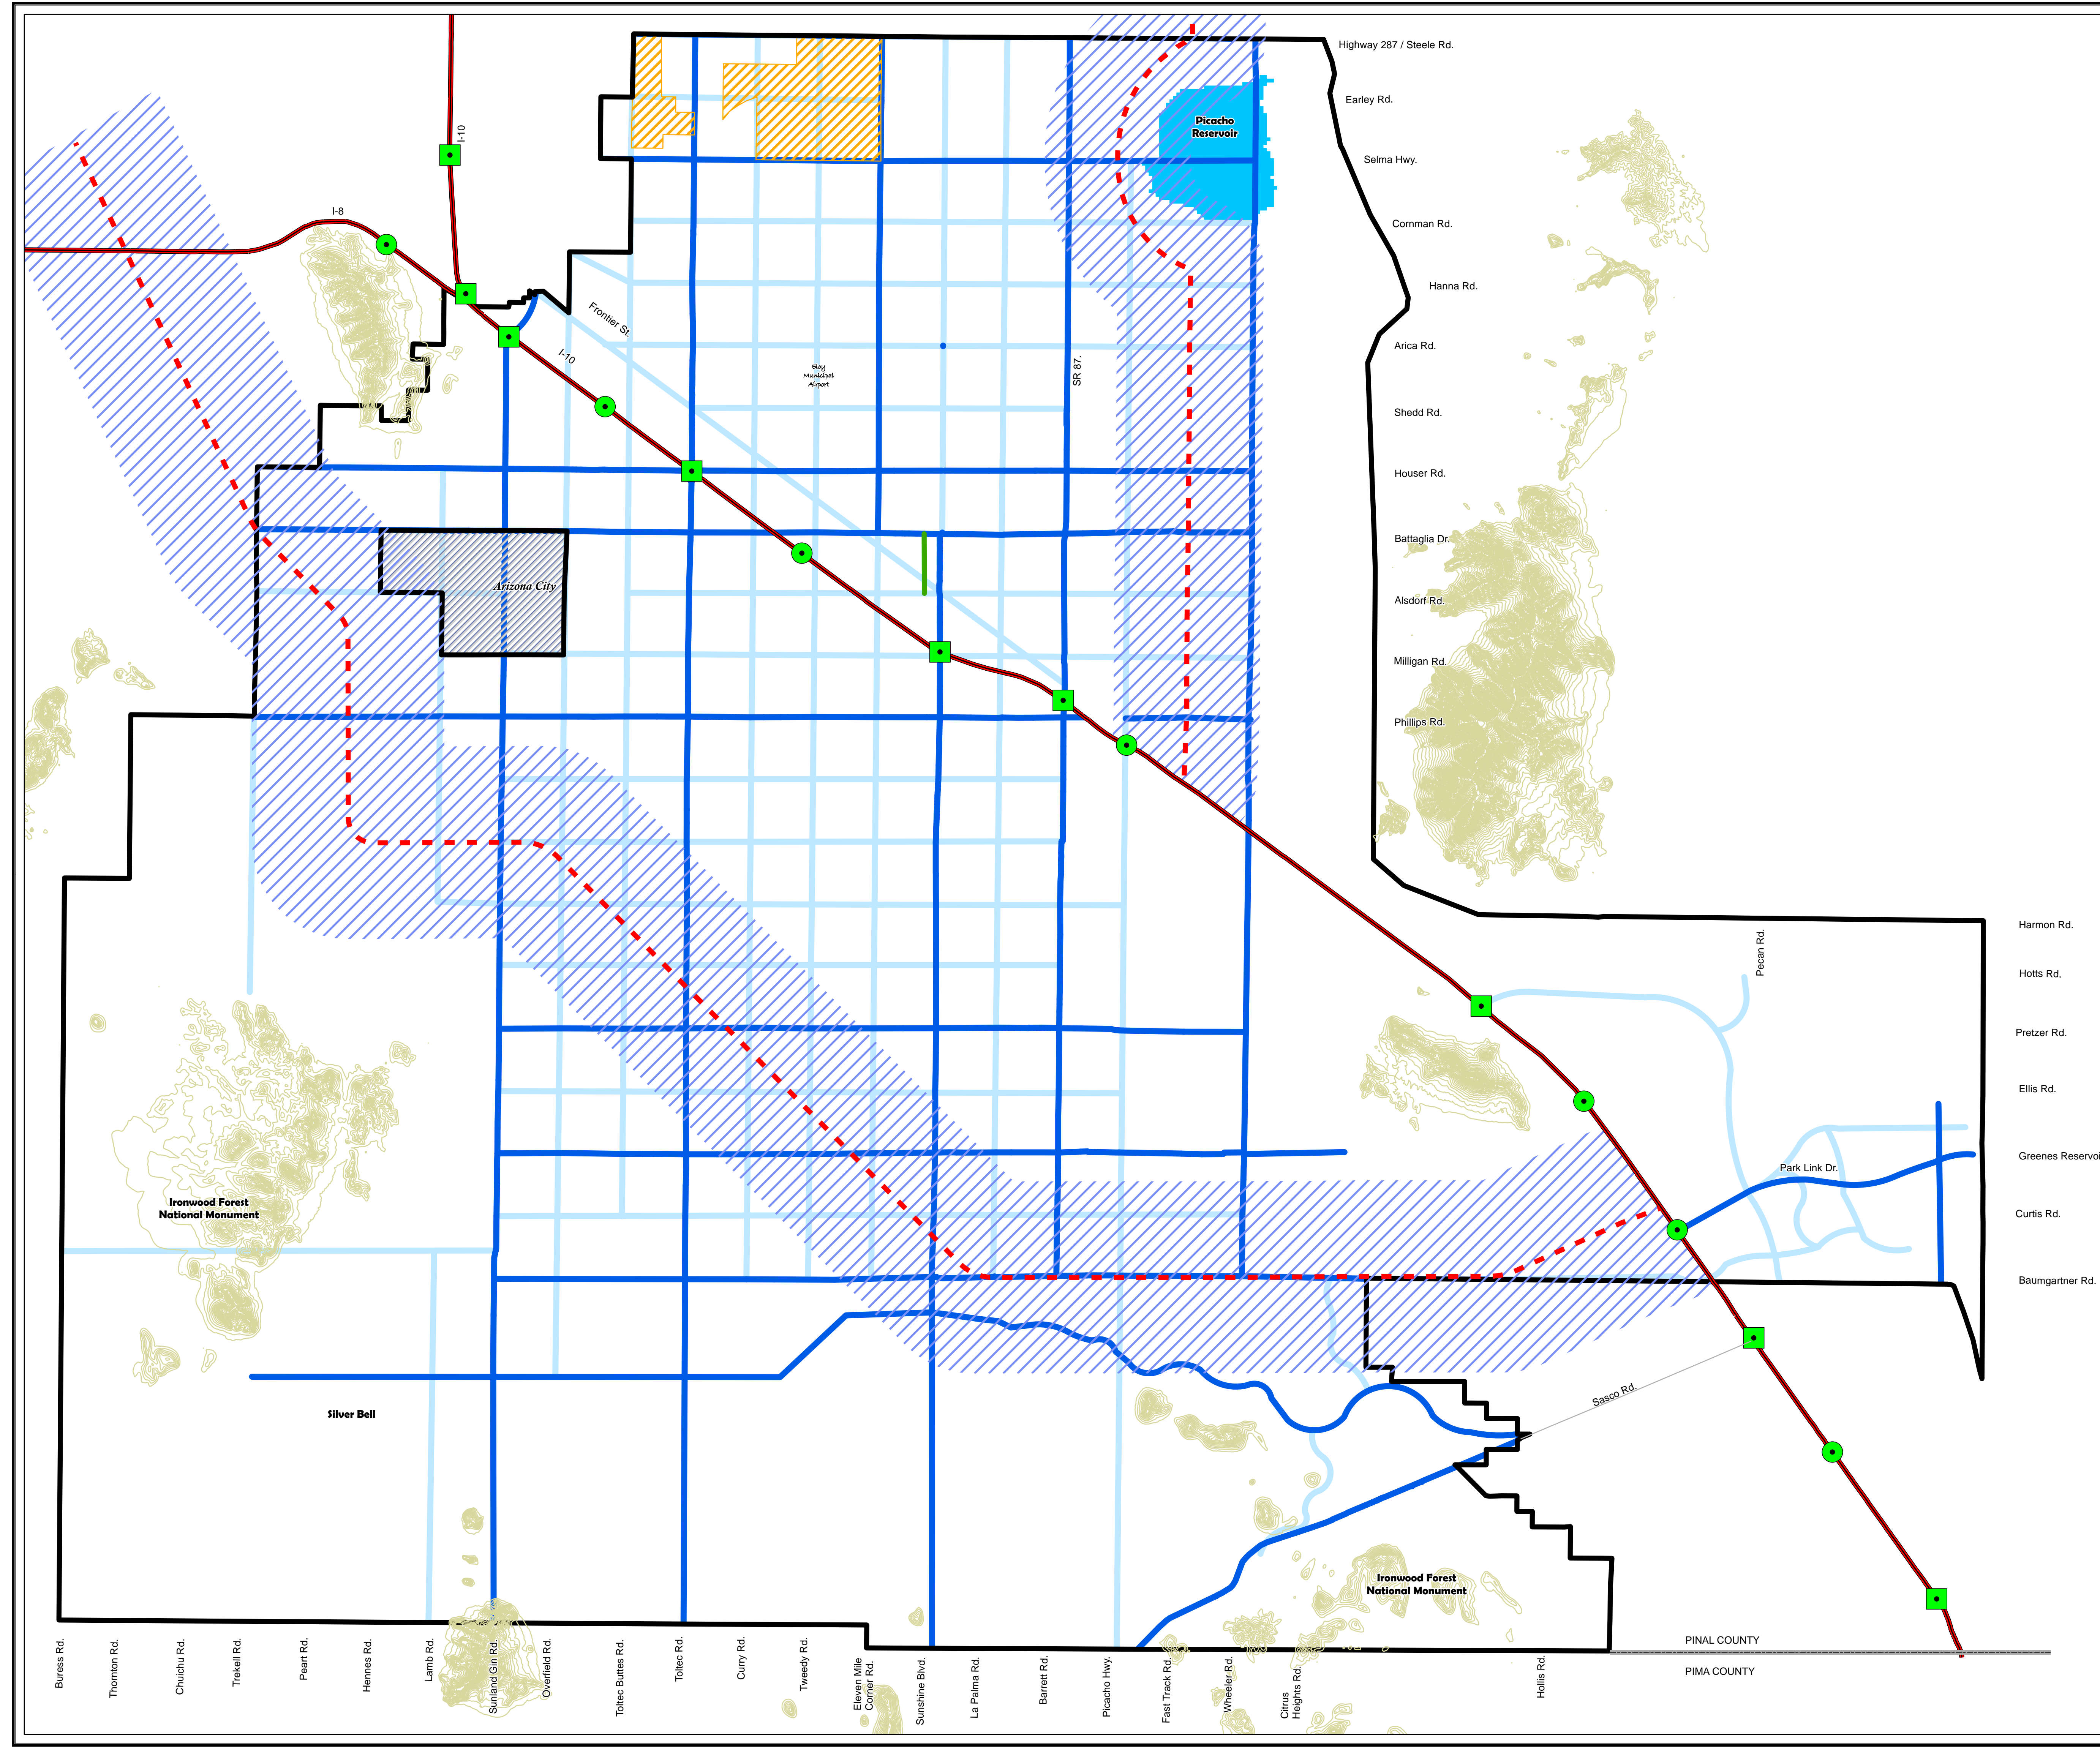 Highway 287 / Steele Rd.
Earley Rd.
Picacho
Reservoir
I-10
Selma Hwy.
I-8
Cornman Rd.
Hanna Rd.
Frontier St.
I-10
Arica Rd.
Eloy
Municipal
Airport
SR 87.
Shedd Rd.
Houser Rd.
Battaglia Dr.
Arizona City
Alsdorf Rd.
Milligan Rd.
Phillips Rd.
Harmon Rd.
Pecan Rd.
Hotts Rd.
Pretzer Rd.
Ellis Rd.
Greenes Reservoi
Park Link Dr.
Ironwood Forest
National Monument
Curtis Rd.
Baumgartner Rd.
Sasco Rd.
Silver Bell
Ironwood Forest
National Monument
PINAL COUNTY
PIMA COUNTY
Buress Rd.
Thornton Rd.
Chuichu Rd.
Trekell Rd.
Peart Rd.
Hennes Rd.
Lamb Rd.
Sunland Gin Rd.
Overfield Rd.
Toltec Buttes Rd.
Toltec Rd.
Curry Rd.
Tweedy Rd.
Eleven Mile
Corner Rd.
Sunshine Blvd.
La Palma Rd.
Barrett Rd.
Picacho Hwy.
Fast Track Rd.
Wheeler Rd.
Citrus
Heights Rd.
Hollis Rd.